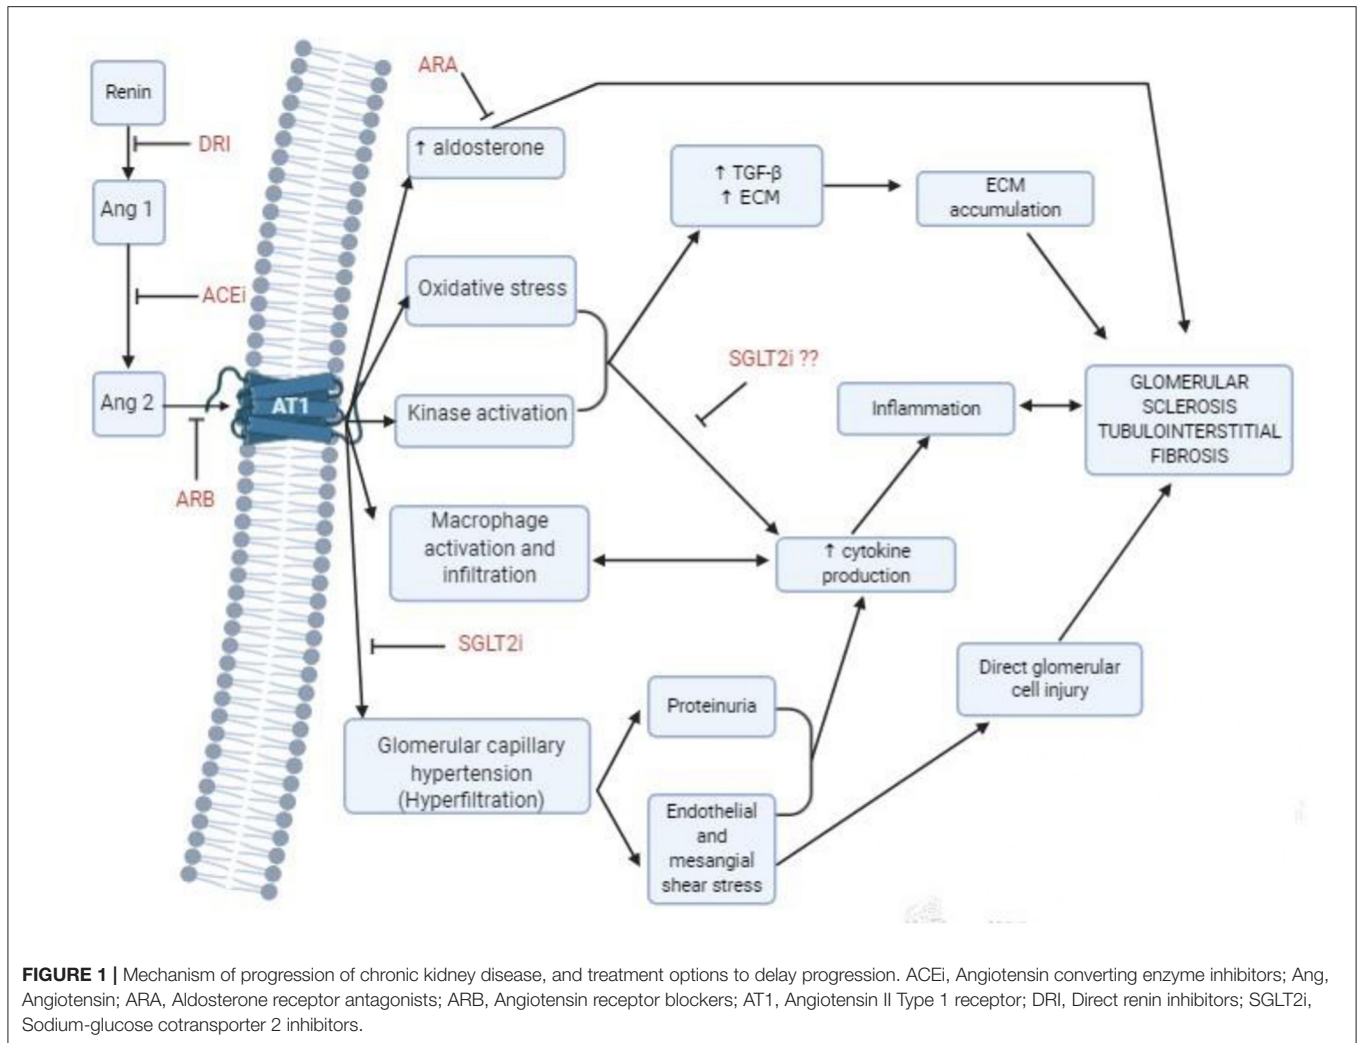 ARA
Renin
DRI
↑ aldosterone
↑ TGF-β
↑ ECM
ECM
accumulation
Ang 1
ACEi
Oxidative stress
SGLT2i ??
Ang 2
AT1
Kinase activation
Inflammation
GLOMERULAR
SCLEROSIS
TUBULOINTERSTITIAL
FIBROSIS
ARB
Macrophage
activation and
infiltration
↑ cytokine
production
SGLT2i
Direct glomerular
cell injury
Proteinuria
Glomerular capillary
hypertension
(Hyperfiltration)
Endothelial
and
mesangial
shear stress
FIGURE 1 | Mechanism of progression of chronic kidney disease, and treatment options to delay progression. ACEi, Angiotensin converting enzyme inhibitors; Ang,
Angiotensin; ARA, Aldosterone receptor antagonists; ARB, Angiotensin receptor blockers; AT1, Angiotensin II Type 1 receptor; DRI, Direct renin inhibitors; SGLT2i,
Sodium-glucose cotransporter 2 inhibitors.